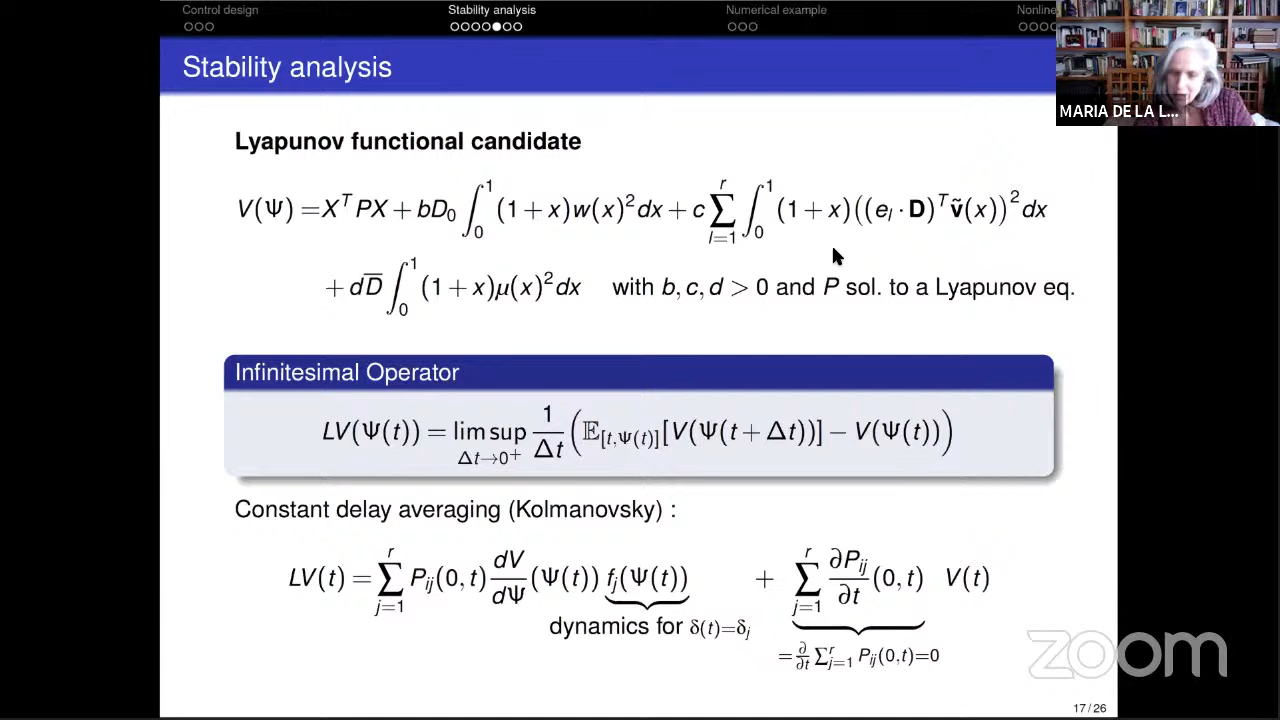 Control design Stability analysis Numerical example Nonline
Stability analysis
MARIA DE LA L...
Lyapunov functional candidate
V(Ψ) =X^T PX + bD_0 ∫_0^1 (1 + x)w(x)^2 dx + c ∑_{l=1}^r ∫_0^1 (1 + x)((e_l · D)^T ṽ(x))^2 dx
+ dD̅ ∫_0^1 (1 + x)μ(x)^2 dx with b, c, d > 0 and P sol. to a Lyapunov eq.
Infinitesimal Operator
LV(Ψ(t)) = lim sup_{Δt→0^+} 1/Δt (𝔼_{[t,Ψ(t)]}[V(Ψ(t + Δt))] − V(Ψ(t)))
Constant delay averaging (Kolmanovsky) :
LV(t) = ∑_{j=1}^r P_{ij}(0, t) dV/dΨ (Ψ(t)) f_j(Ψ(t)) + ∑_{j=1}^r ∂P_{ij}/∂t (0, t) V(t)
dynamics for δ(t)=δ_j
= ∂/∂t ∑_{j=1}^r P_{ij}(0,t)=0
zoom
17 / 26